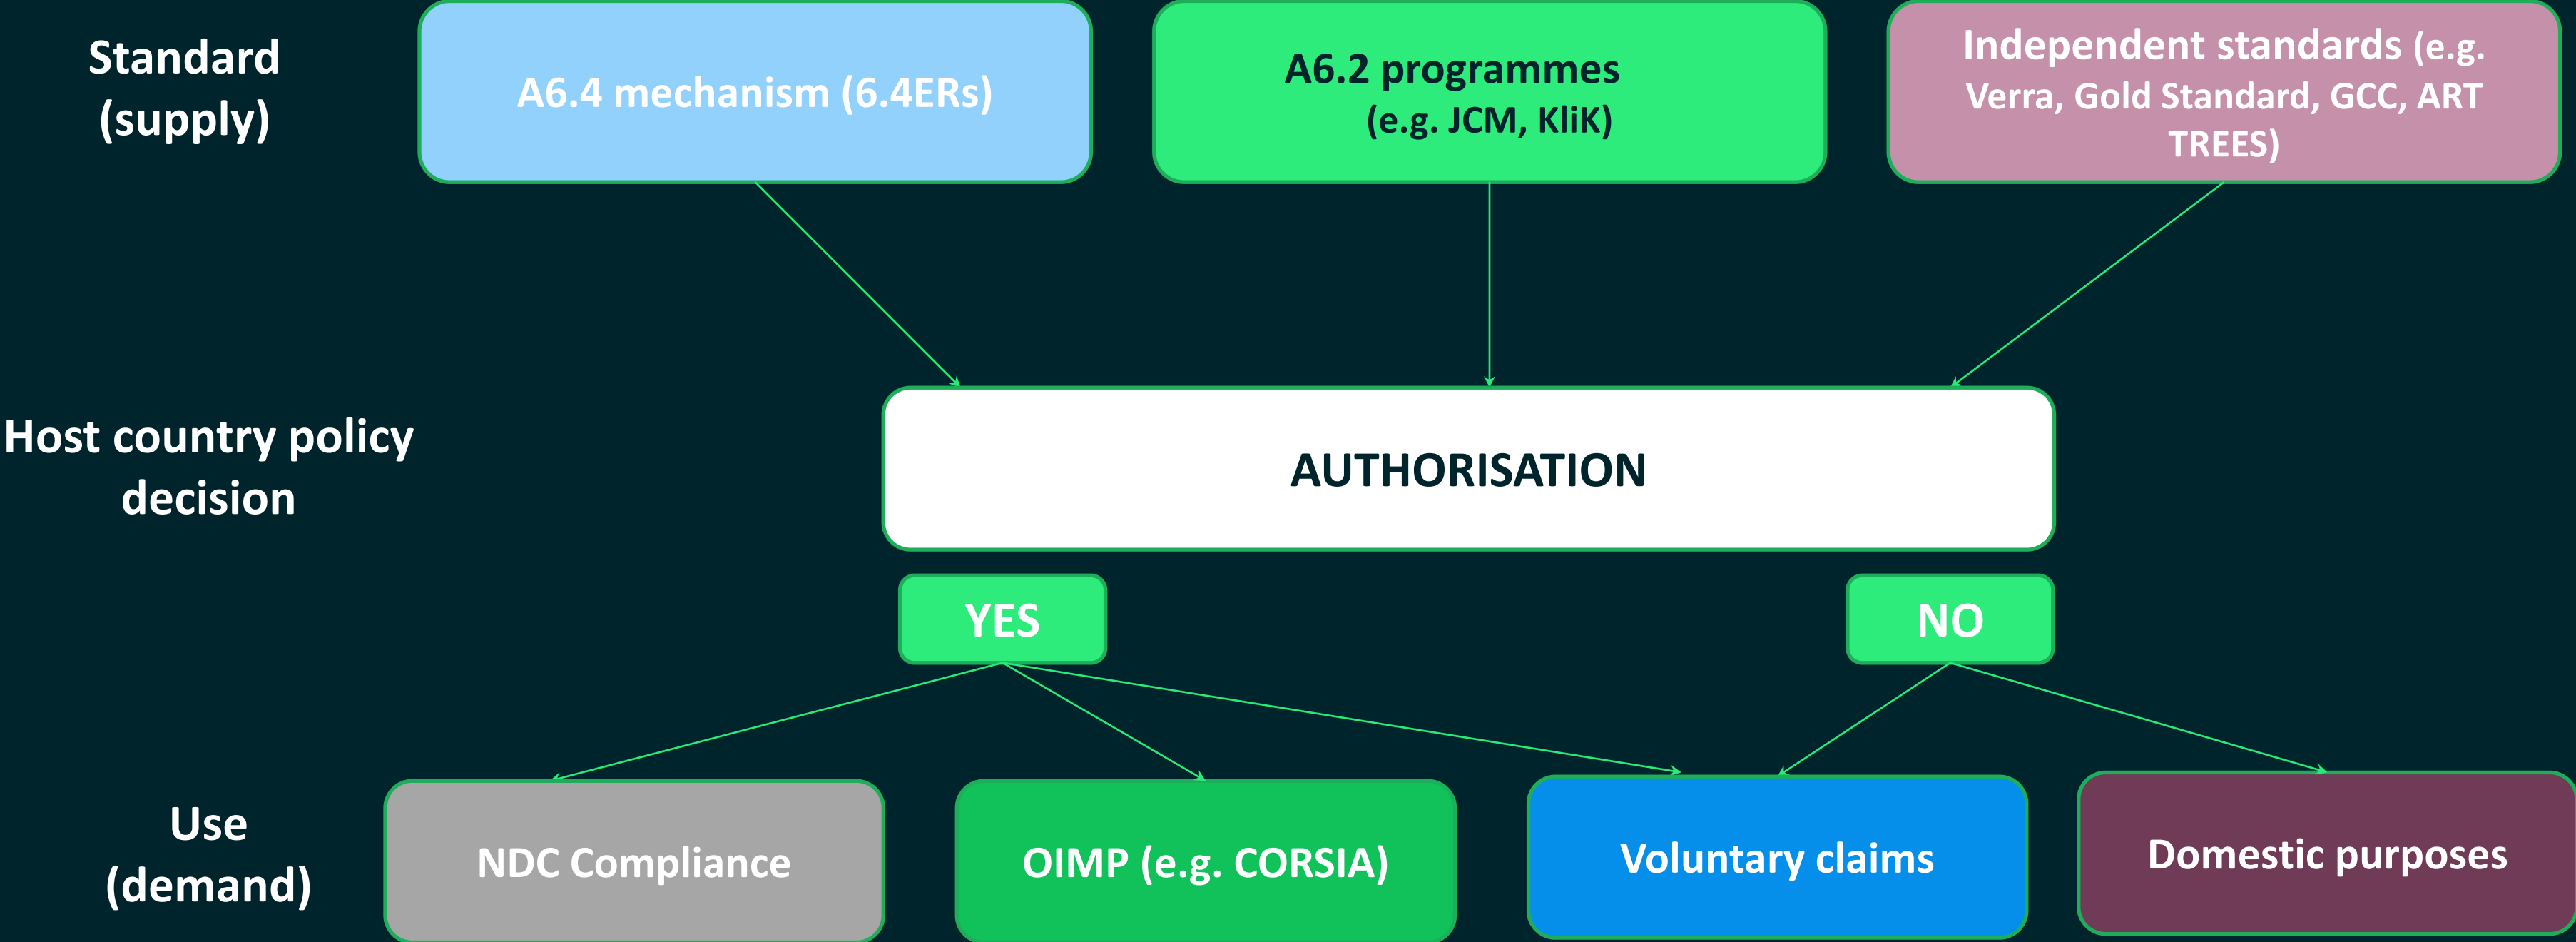 Standard
(supply)
A6.4 mechanism (6.4ERs)
A6.2 programmes
(e.g. JCM, KliK)
Independent standards (e.g.
Verra, Gold Standard, GCC, ART
TREES)
Host country policy
decision
AUTHORISATION
YES
NO
Use
(demand)
NDC Compliance
OIMP (e.g. CORSIA)
Voluntary claims
Domestic purposes